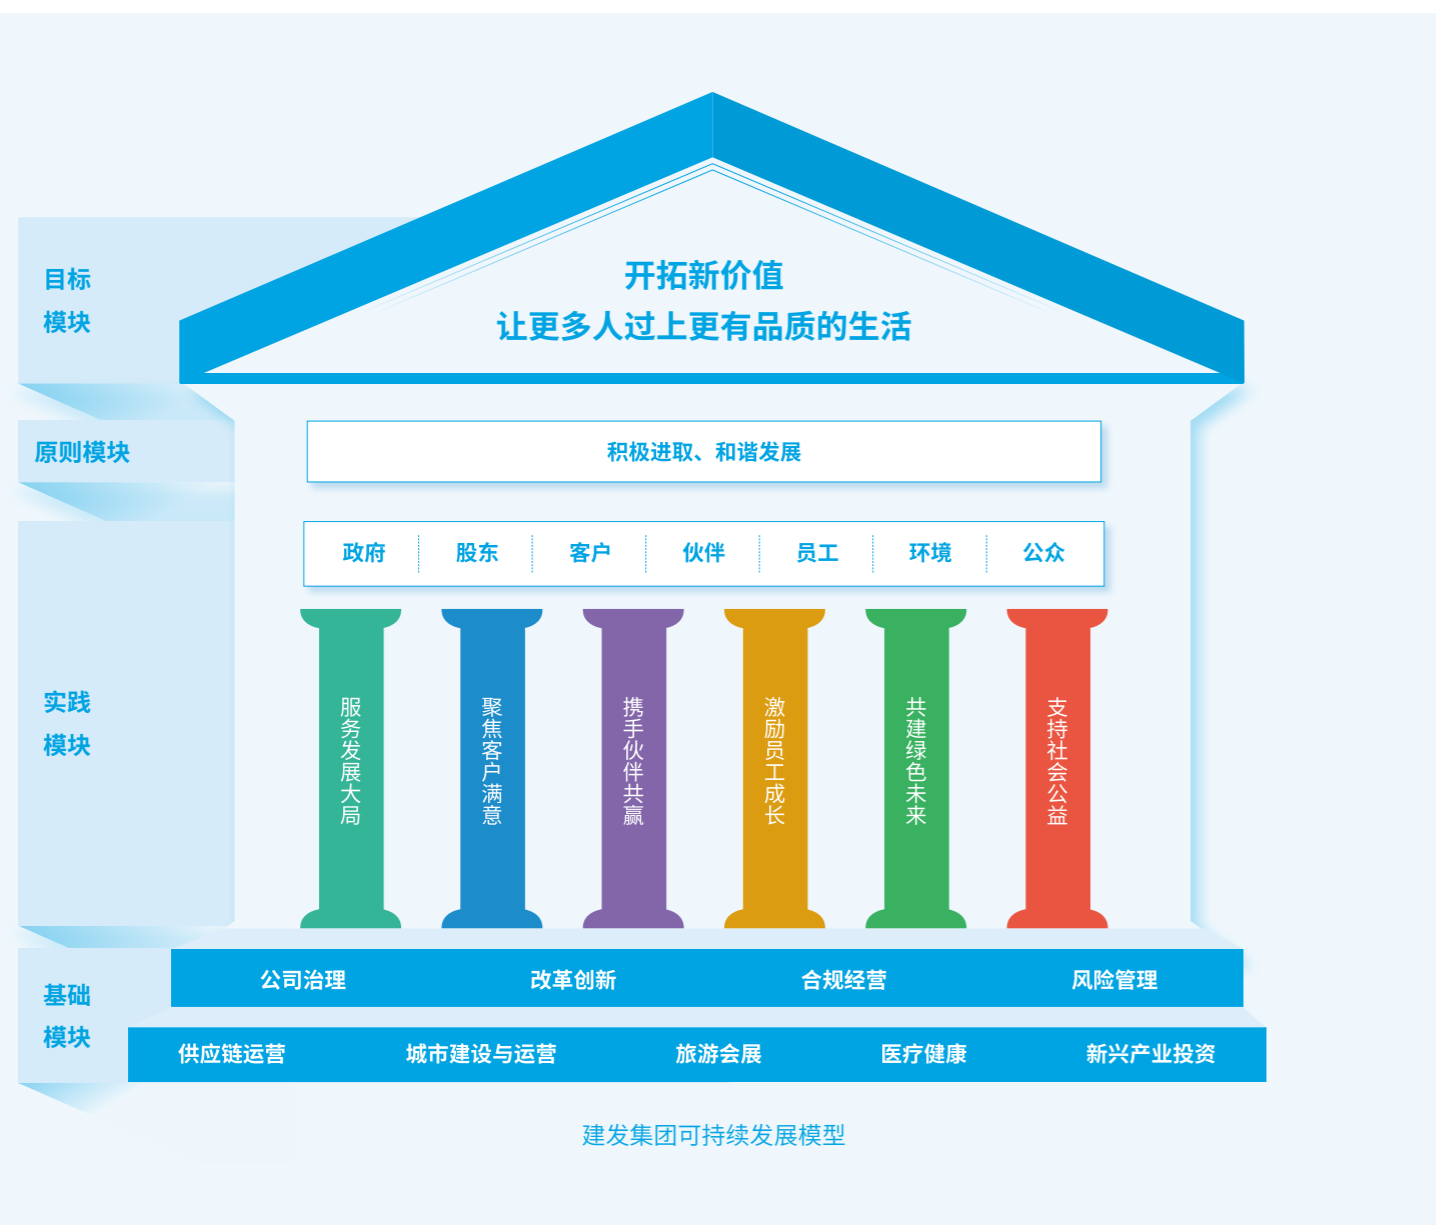 目标
模块
开拓新价值
让更多人过上更有品质的生活
原则模块
积极进取、和谐发展
政府 股东 客户 伙伴 员工 环境 公众
实践
模块
服务发展大局
聚焦客户满意
携手伙伴共赢
激励员工成长
共建绿色未来
支持社会公益
基础
模块
公司治理 改革创新 合规经营 风险管理
供应链运营 城市建设与运营 旅游会展 医疗健康 新兴产业投资
建发集团可持续发展模型